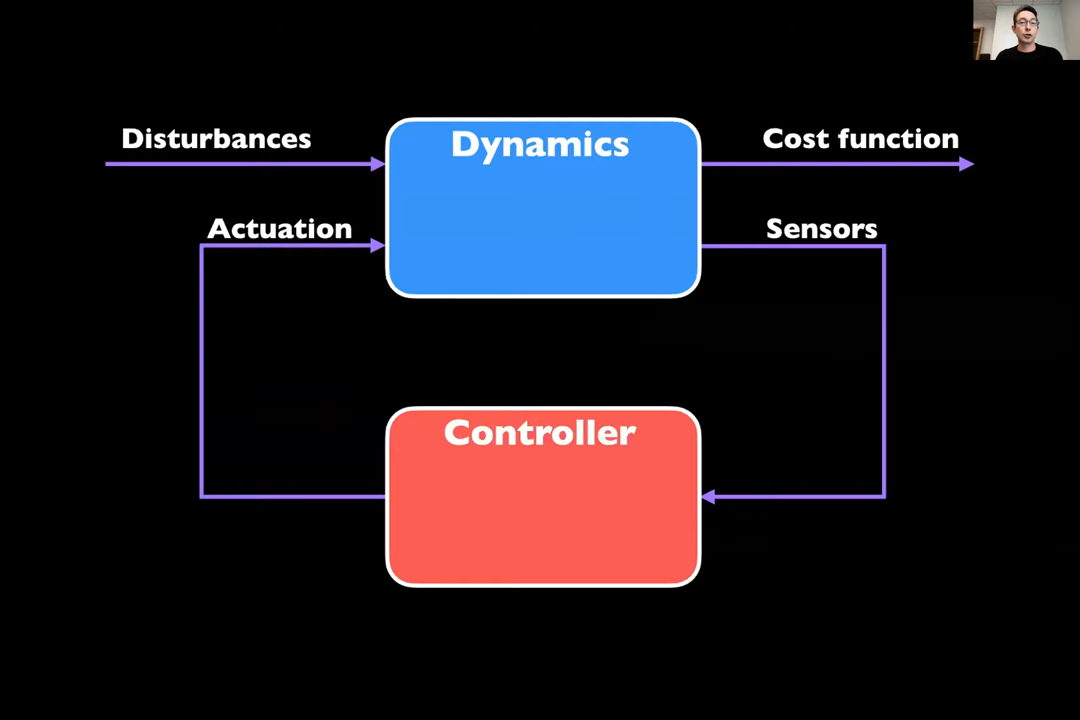 Disturbances
Dynamics
Cost function
Actuation
Sensors
Controller